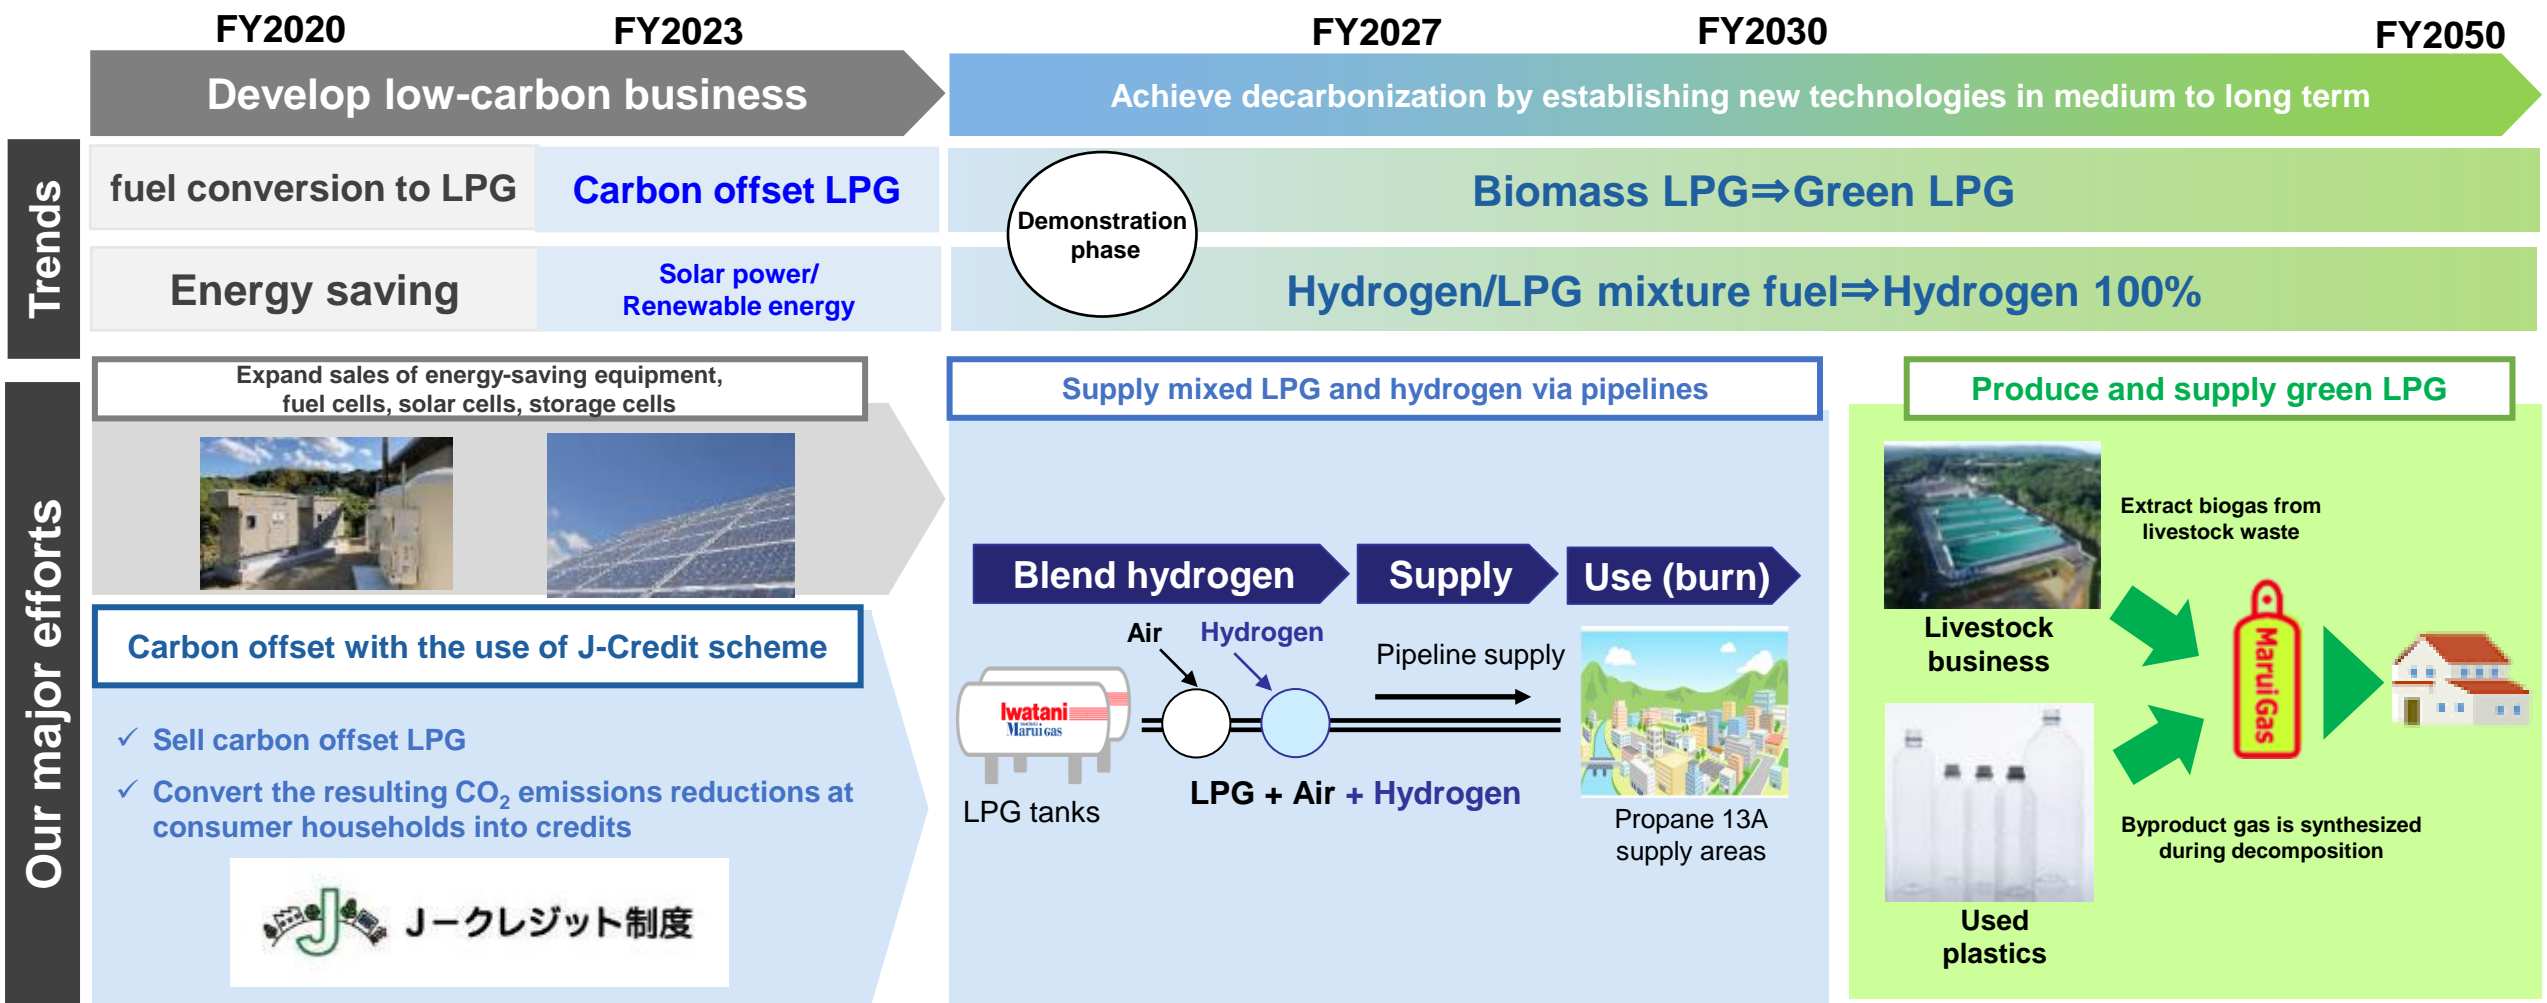 FY2020
FY2023
FY2027
FY2030
FY2050
Develop low-carbon business
Achieve decarbonization by establishing new technologies in medium to long term
Trends
fuel conversion to LPG
Carbon offset LPG
Demonstration
phase
Biomass LPG⇒Green LPG
Energy saving
Solar power/
Renewable energy
Hydrogen/LPG mixture fuel⇒Hydrogen 100%
Our major efforts
Expand sales of energy-saving equipment,
fuel cells, solar cells, storage cells
Carbon offset with the use of J-Credit scheme
✓ Sell carbon offset LPG
✓ Convert the resulting CO₂ emissions reductions at
consumer households into credits
J-クレジット制度
Supply mixed LPG and hydrogen via pipelines
Blend hydrogen
Supply
Use (burn)
Air
Hydrogen
Pipeline supply
Iwatani
Marui gas
LPG tanks
LPG + Air + Hydrogen
Propane 13A
supply areas
Produce and supply green LPG
Extract biogas from
livestock waste
Livestock
business
MaruiGas
Byproduct gas is synthesized
during decomposition
Used
plastics